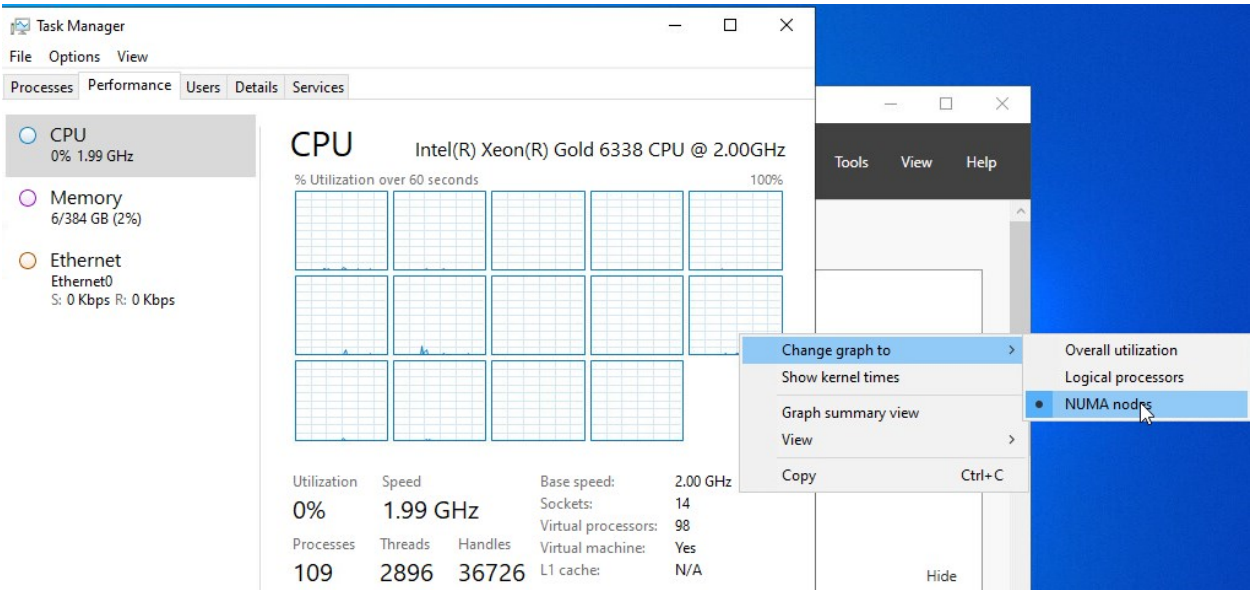 Task Manager
File Options View
Processes Performance Users Details Services
CPU
0% 1.99 GHz
Memory
6/384 GB (2%)
Ethernet
Ethernet0
S: 0 Kbps R: 0 Kbps
CPU Intel(R) Xeon(R) Gold 6338 CPU @ 2.00GHz
% Utilization over 60 seconds 100%
Utilization Speed
0% 1.99 GHz
Processes Threads Handles
109 2896 36726
Base speed: 2.00 GHz
Sockets: 14
Virtual processors: 98
Virtual machine: Yes
L1 cache: N/A
Tools View Help
Change graph to
Show kernel times
Graph summary view
View
Copy Ctrl+C
Overall utilization
Logical processors
NUMA nodes
Hide